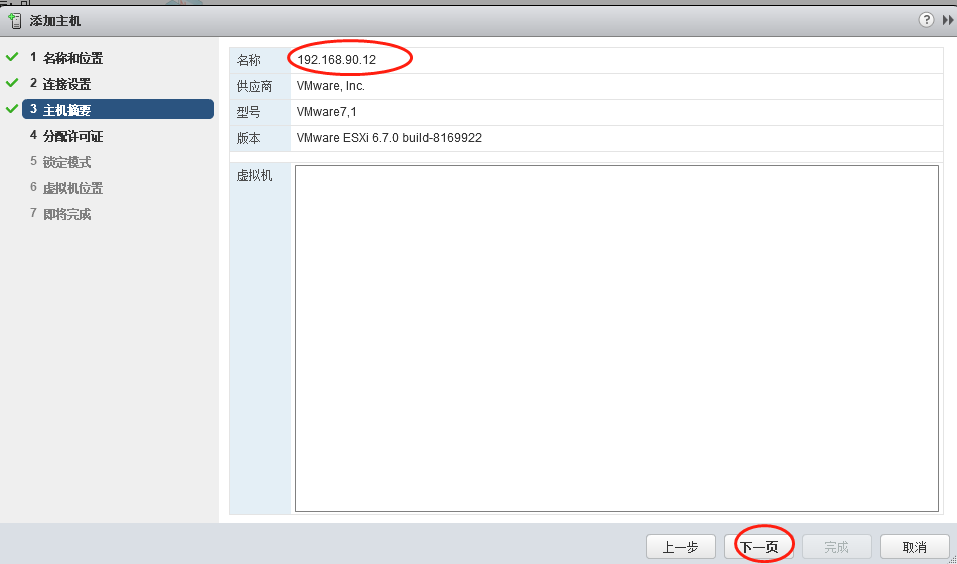 添加主机
1 名称和位置
2 连接设置
3 主机摘要
4 分配许可证
5 锁定模式
6 虚拟机位置
7 即将完成
名称 192.168.90.12
供应商 VMware, Inc.
型号 VMware7,1
版本 VMware ESXi 6.7.0 build-8169922
虚拟机
上一步 下一页 完成 取消